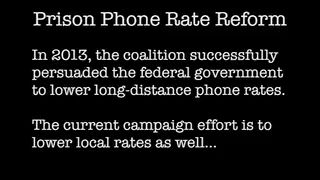 Prison Phone Rate Reform
In 2013, the coalition successfully
persuaded the federal government
to lower long-distance phone rates.
The current campaign effort is to
lower local rates as well...